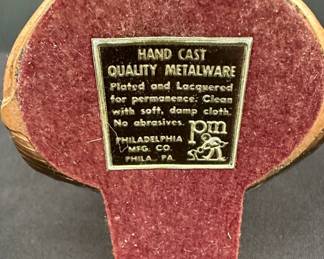 HAND CAST
QUALITY METALWARE
Plated and Lacquered
for permanence. Clean
with soft, damp cloth.
No abrasives.
PHILADELPHIA
MFG. CO.
PHILA., PA.
pm